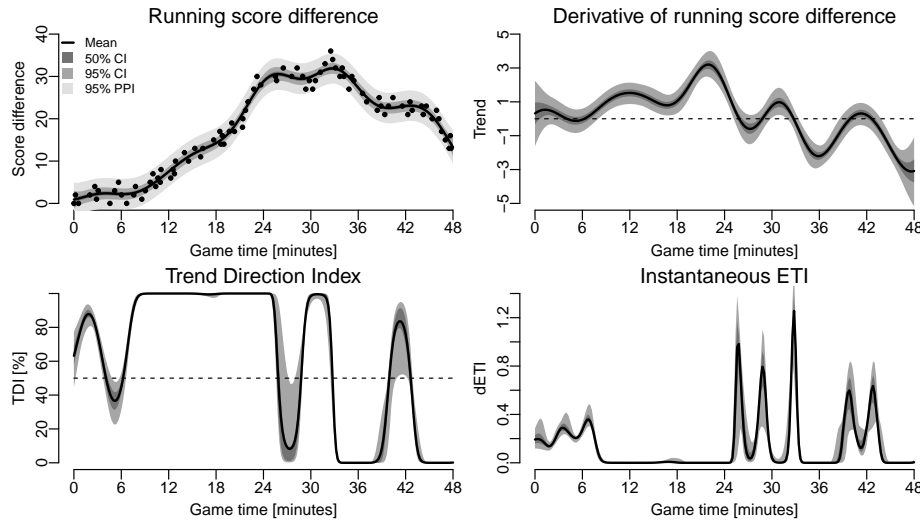 Running score difference
Mean
50% CI
95% CI
95% PPI
Score difference
0 10 20 30 40
0 6 12 18 24 30 36 42 48
Game time [minutes]
Derivative of running score difference
Trend
−5 −3 −1 1 3 5
0 6 12 18 24 30 36 42 48
Game time [minutes]
Trend Direction Index
TDI [%]
0 20 40 60 80
0 6 12 18 24 30 36 42 48
Game time [minutes]
Instantaneous ETI
dETI
0.0 0.4 0.8 1.2
0 6 12 18 24 30 36 42 48
Game time [minutes]